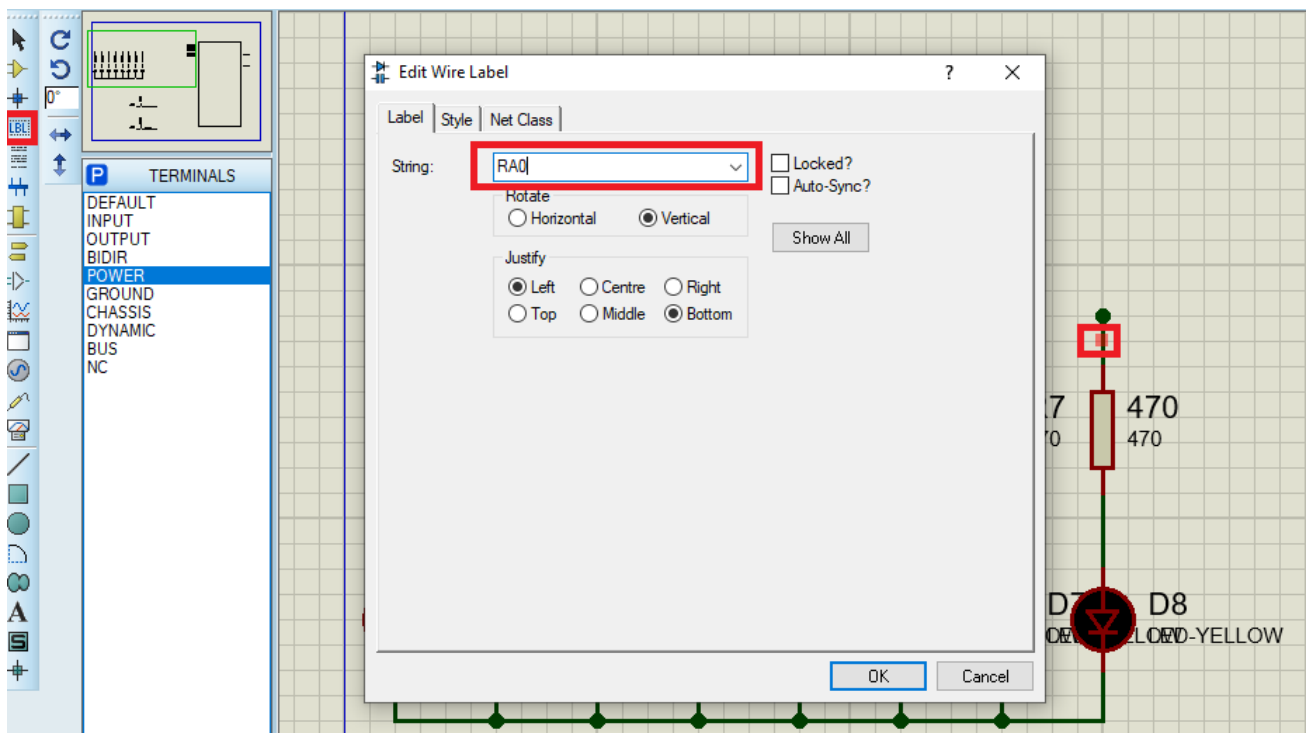 Edit Wire Label ? ×
Label Style Net Class
0°
LBL
String: RA0 Locked?
Auto-Sync?
P TERMINALS
DEFAULT
INPUT
OUTPUT
BIDIR
POWER
GROUND
CHASSIS
DYNAMIC
BUS
NC
Rotate
Horizontal Vertical
Show All
Justify
Left Centre Right
Top Middle Bottom
470
470
A
S
D7 D8
LED-YELLOW
OK Cancel